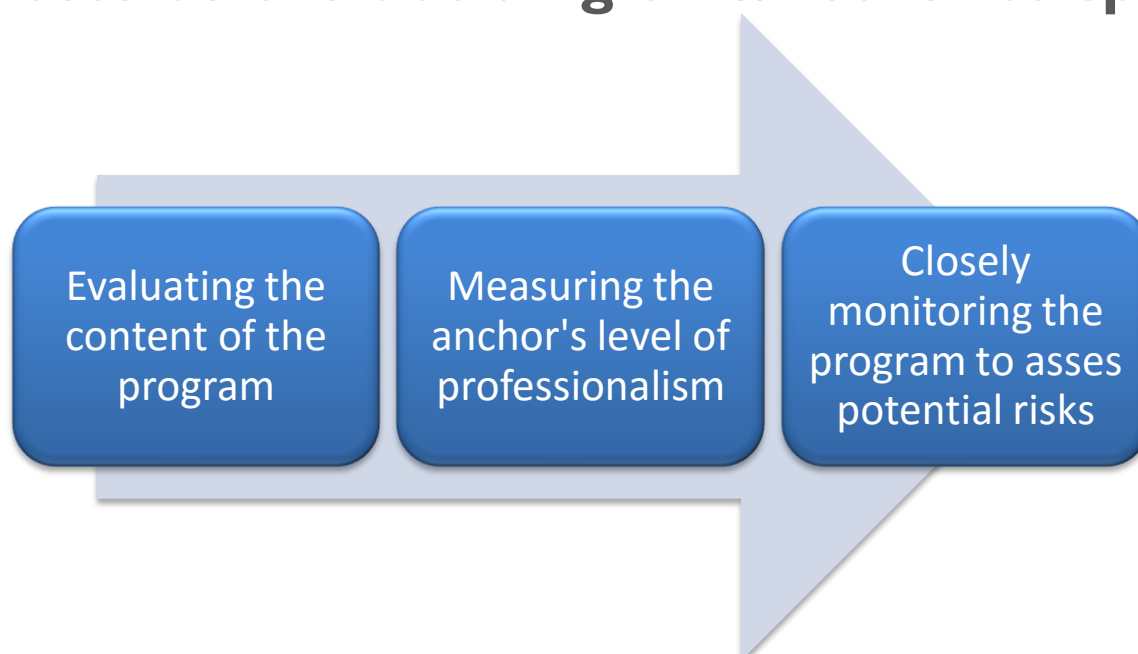 Evaluating the
content of the
program
Measuring the
anchor's level of
professionalism
Closely
monitoring the
program to asses
potential risks